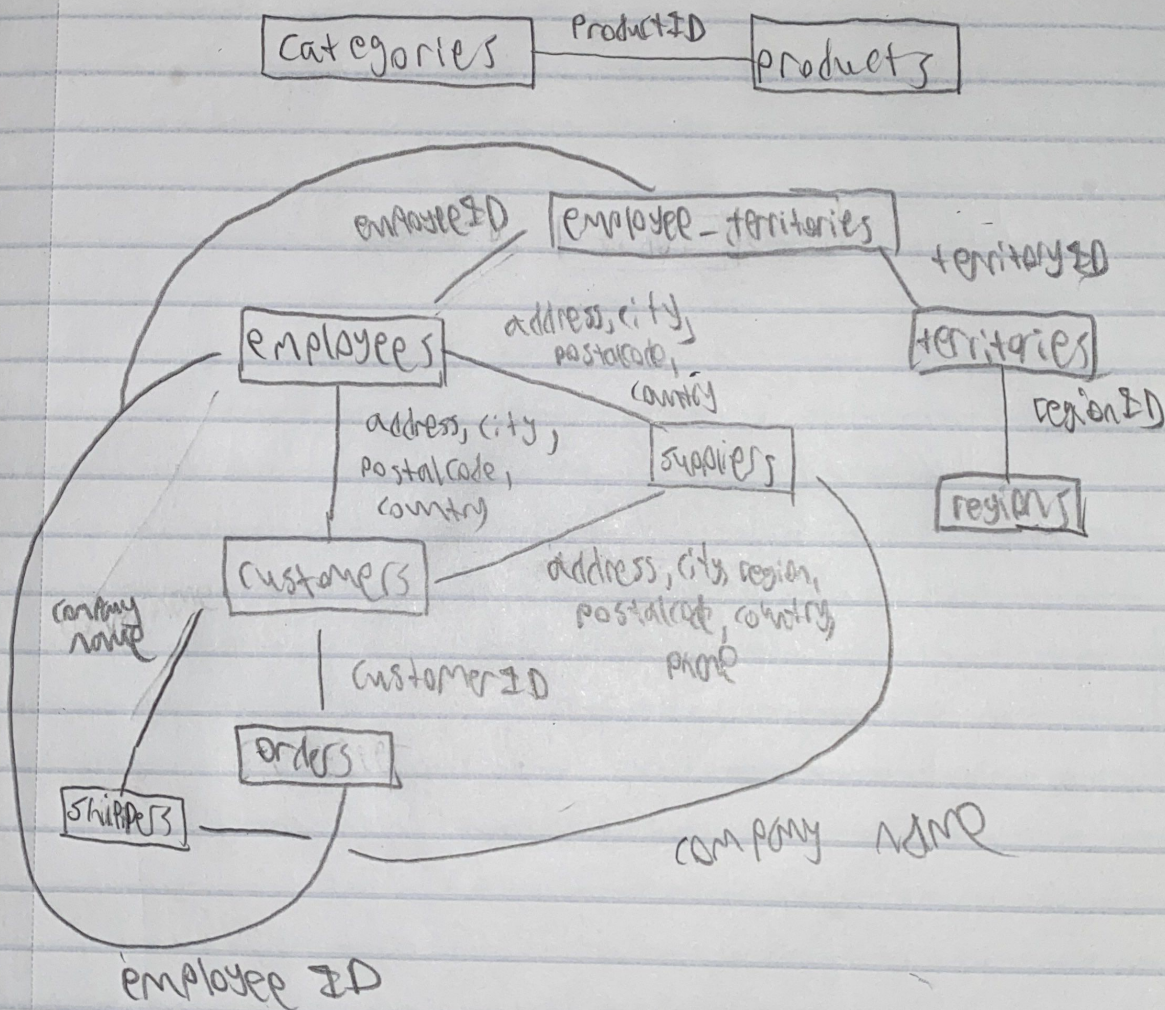 categories
ProductID
products
employeeID
employee_territories
territoryID
employees
address, city,
postalcode,
country
territories
regionID
address, city,
postalcode,
country
suppliers
regions
customers
address, city, region,
postalcode, country,
phone
company
name
customerID
orders
shippers
company name
employee ID